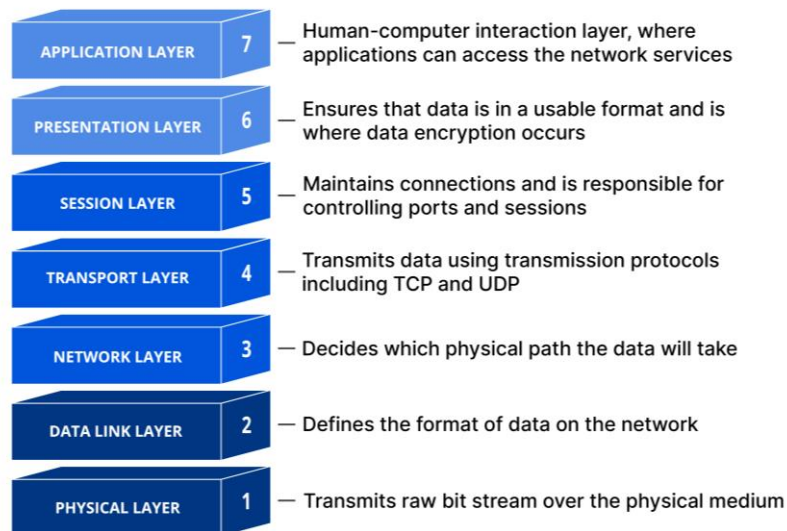 APPLICATION LAYER 7 — Human-computer interaction layer, where
applications can access the network services
PRESENTATION LAYER 6 — Ensures that data is in a usable format and is
where data encryption occurs
SESSION LAYER 5 — Maintains connections and is responsible for
controlling ports and sessions
TRANSPORT LAYER 4 — Transmits data using transmission protocols
including TCP and UDP
NETWORK LAYER 3 — Decides which physical path the data will take
DATA LINK LAYER 2 — Defines the format of data on the network
PHYSICAL LAYER 1 — Transmits raw bit stream over the physical medium